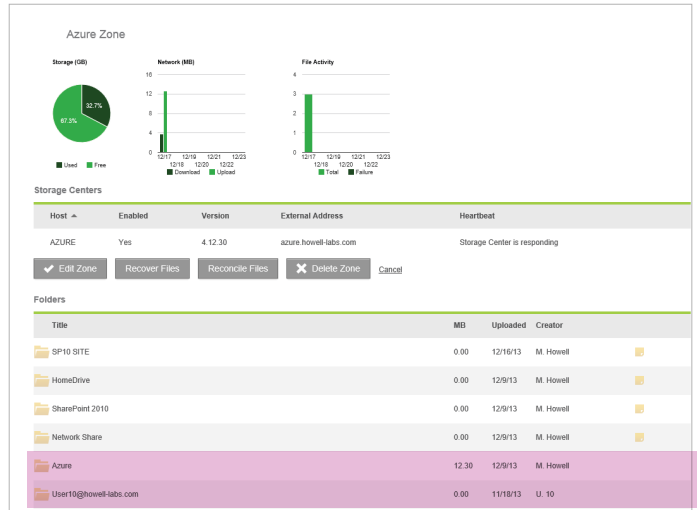 Azure Zone
Storage (GB) Network (MB) File Activity
16 4
12 3
8 2
4 1
0 0
32.7%
67.3%
12/17 12/19 12/21 12/23 12/17 12/19 12/21 12/23
12/18 12/20 12/22 12/18 12/20 12/22
Used Free Download Upload Total Failure
Storage Centers
Host Enabled Version External Address Heartbeat
AZURE Yes 4.12.30 azure.howell-labs.com Storage Center is responding
Edit Zone Recover Files Reconcile Files Delete Zone Cancel
Folders
Title MB Uploaded Creator
SP10 SITE 0.00 12/16/13 M. Howell
HomeDrive 0.00 12/9/13 M. Howell
SharePoint 2010 0.00 12/9/13 M. Howell
Network Share 0.00 12/9/13 M. Howell
Azure 12.30 12/9/13 M. Howell
User10@howell-labs.com 0.00 11/18/13 U. 10